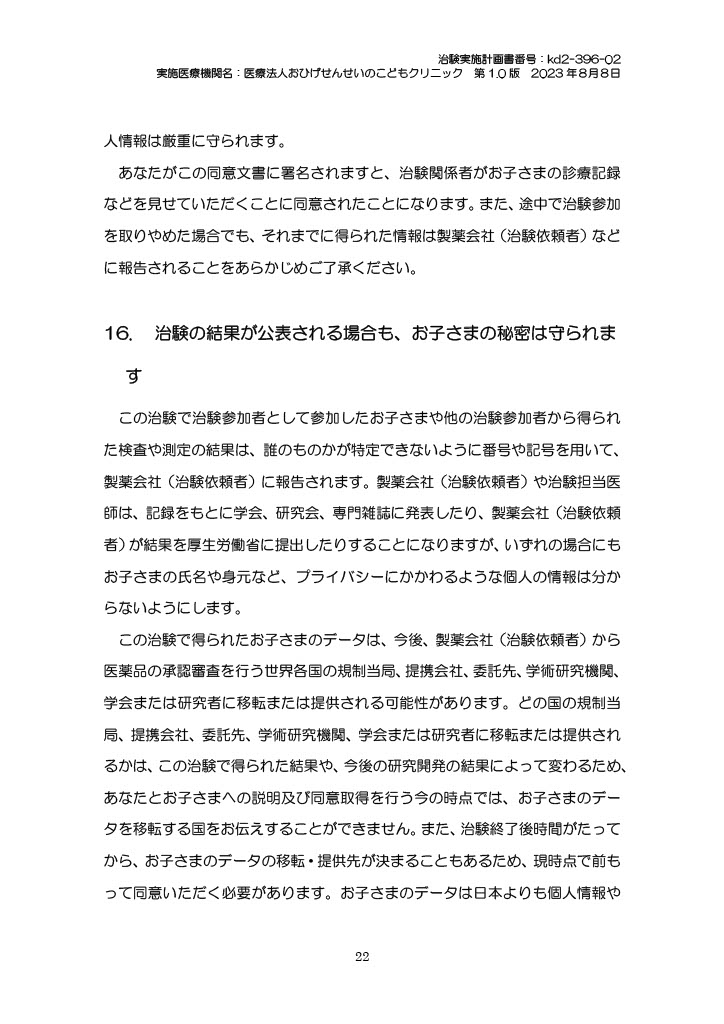 治験実施計画書番号：kd2-396-02
実施医療機関名：医療法人おひげせんせいのこどもクリニック　第 1.0 版　2023 年 8 月 8 日
人情報は厳重に守られます。
　あなたがこの同意文書に署名されますと、治験関係者がお子さまの診療記録
などを見せていただくことに同意されたことになります。また、途中で治験参加
を取りやめた場合でも、それまでに得られた情報は製薬会社（治験依頼者）など
に報告されることをあらかじめご了承ください。
16.　治験の結果が公表される場合も、お子さまの秘密は守られま
す
　この治験で治験参加者として参加したお子さまや他の治験参加者から得られ
た検査や測定の結果は、誰のものかが特定できないように番号や記号を用いて、
製薬会社（治験依頼者）に報告されます。製薬会社（治験依頼者）や治験担当医
師は、記録をもとに学会、研究会、専門雑誌に発表したり、製薬会社（治験依頼
者）が結果を厚生労働省に提出したりすることになりますが、いずれの場合にも
お子さまの氏名や身元など、プライバシーにかかわるような個人の情報は分か
らないようにします。
　この治験で得られたお子さまのデータは、今後、製薬会社（治験依頼者）から
医薬品の承認審査を行う世界各国の規制当局、提携会社、委託先、学術研究機関、
学会または研究者に移転または提供される可能性があります。どの国の規制当
局、提携会社、委託先、学術研究機関、学会または研究者に移転または提供され
るかは、この治験で得られた結果や、今後の研究開発の結果によって変わるため、
あなたとお子さまへの説明及び同意取得を行う今の時点では、お子さまのデー
タを移転する国をお伝えすることができません。また、治験終了後時間がたって
から、お子さまのデータの移転・提供先が決まることもあるため、現時点で前も
って同意いただく必要があります。お子さまのデータは日本よりも個人情報や
22